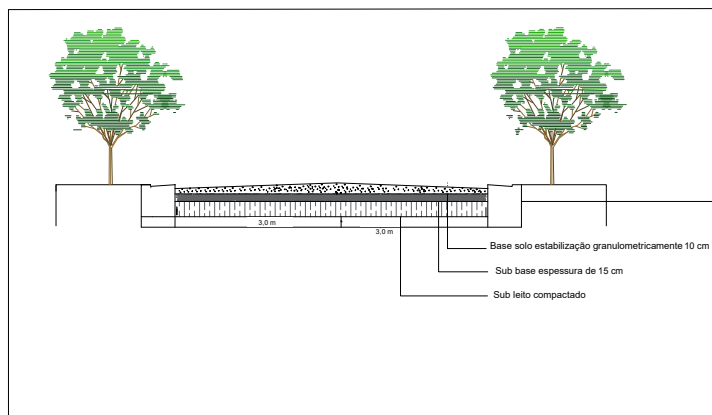 3,0 m
3,0 m
Base solo estabilização granulometricamente 10 cm
Sub base espessura de 15 cm
Sub leito compactado